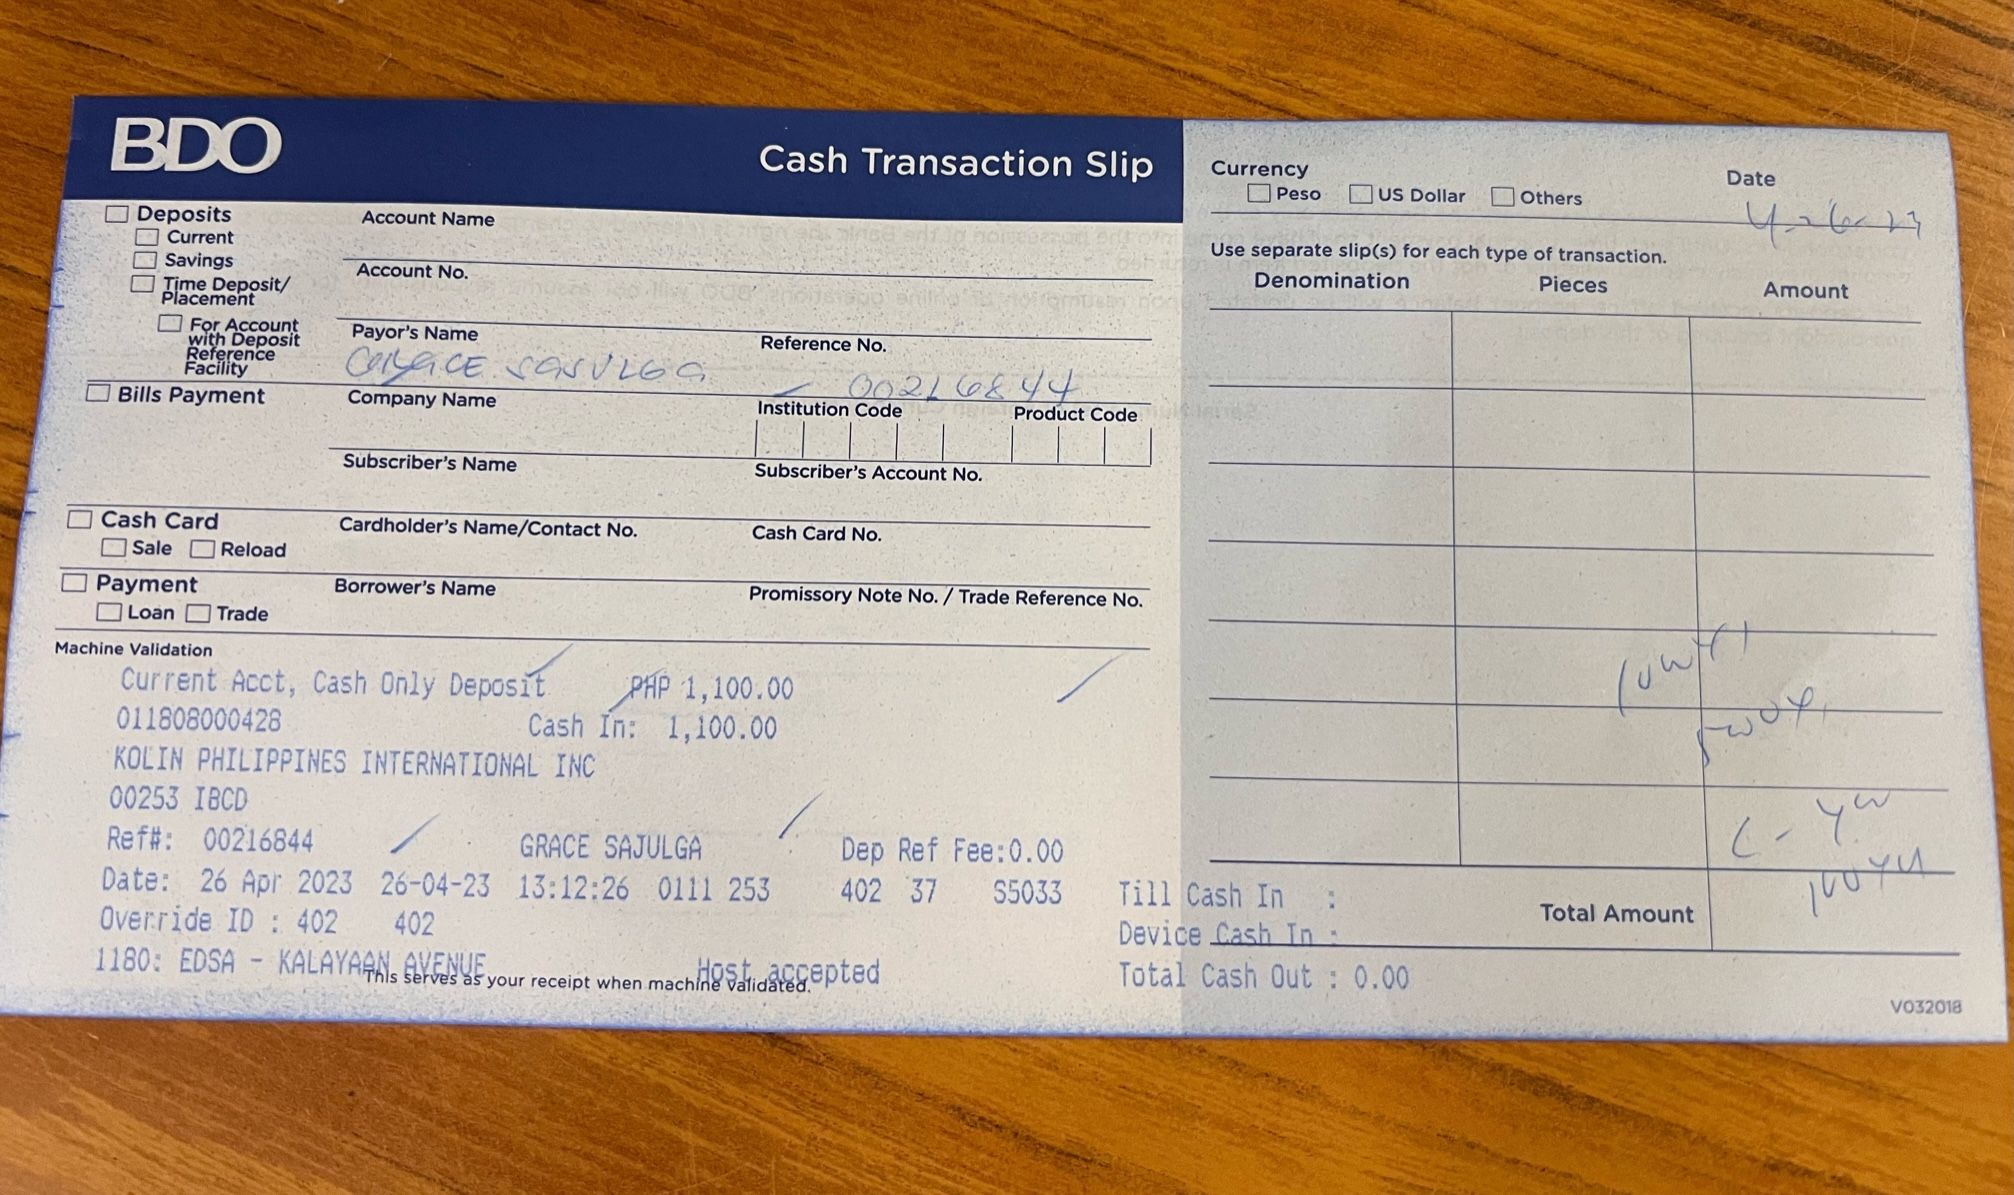 BDO
Cash Transaction Slip
Deposits
Current
Savings
Time Deposit/
Placement
For Account
with Deposit
Reference
Facility
Account Name
Account No.
Payor's Name
Reference No.
GRACE SAJULGA
00216844
Bills Payment
Company Name
Institution Code
Product Code
Subscriber's Name
Subscriber's Account No.
Cash Card
Sale Reload
Cardholder's Name/Contact No.
Cash Card No.
Payment
Loan Trade
Borrower's Name
Promissory Note No. / Trade Reference No.
Machine Validation
Current Acct, Cash Only Deposit PHP 1,100.00
011808000428 Cash In: 1,100.00
KOLIN PHILIPPINES INTERNATIONAL INC
00253 IBCD
Ref#: 00216844 GRACE SAJULGA Dep Ref Fee:0.00
Date: 26 Apr 2023 26-04-23 13:12:26 0111 253 402 37 S5033
Override ID : 402 402
1180: EDSA - KALAYAAN AVENUE Host accepted
This serves as your receipt when machine validated.
Currency
Peso US Dollar Others
Date
Use separate slip(s) for each type of transaction.
Denomination Pieces Amount
Till Cash In :
Total Amount
Device Cash In :
Total Cash Out : 0.00
V032018